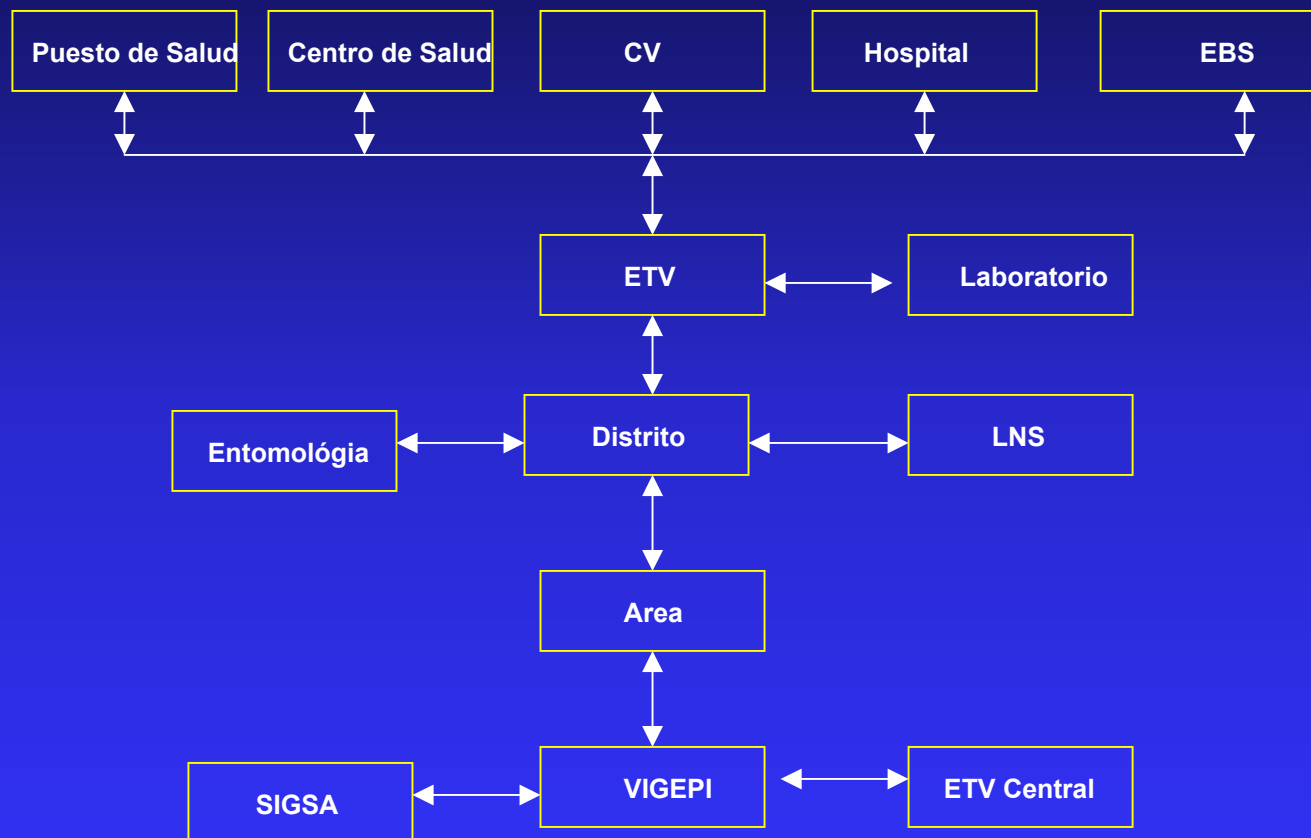 Puesto de Salud
Centro de Salud
CV
Hospital
EBS
ETV
Laboratorio
Entomológia
Distrito
LNS
Area
SIGSA
VIGEPI
ETV Central